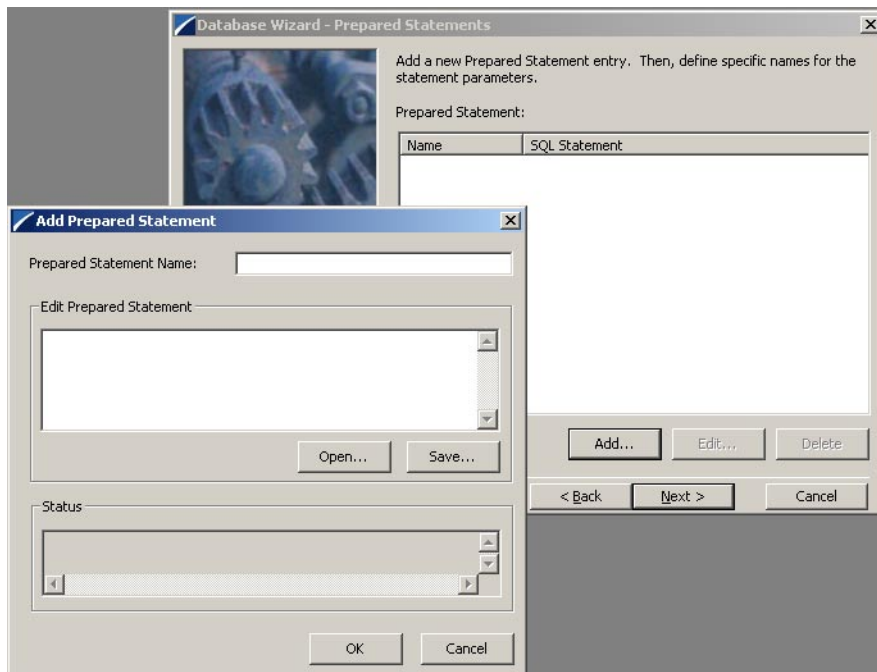 Database Wizard - Prepared Statements
Add a new Prepared Statement entry. Then, define specific names for the
statement parameters.
Prepared Statement:
Name SQL Statement
Add... Edit... Delete
< Back Next > Cancel
Add Prepared Statement
Prepared Statement Name:
Edit Prepared Statement
Open... Save...
Status
OK Cancel